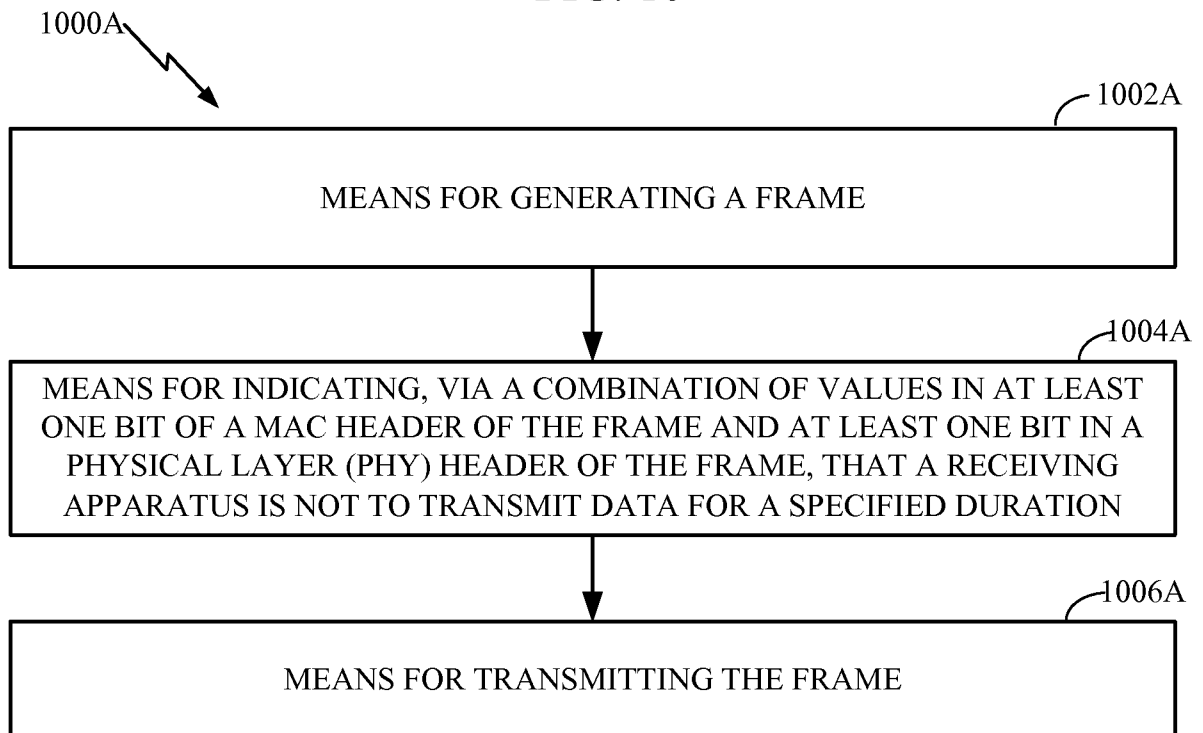 1000A
1002A
MEANS FOR GENERATING A FRAME
1004A
MEANS FOR INDICATING, VIA A COMBINATION OF VALUES IN AT LEAST
ONE BIT OF A MAC HEADER OF THE FRAME AND AT LEAST ONE BIT IN A
PHYSICAL LAYER (PHY) HEADER OF THE FRAME, THAT A RECEIVING
APPARATUS IS NOT TO TRANSMIT DATA FOR A SPECIFIED DURATION
1006A
MEANS FOR TRANSMITTING THE FRAME